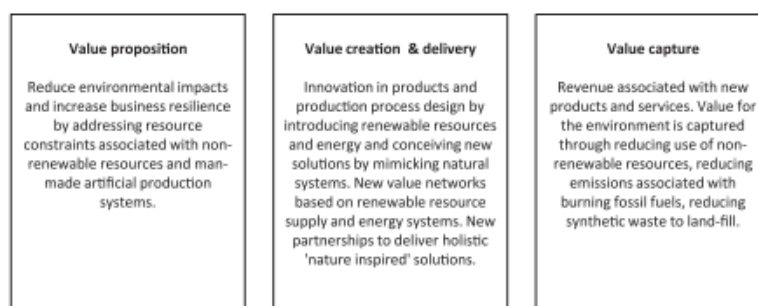 Value proposition
Reduce environmental impacts
and increase business resilience
by addressing resource
constraints associated with non-
renewable resources and man-
made artificial production
systems.
Value creation & delivery
Innovation in products and
production process design by
introducing renewable resources
and energy and conceiving new
solutions by mimicking natural
systems. New value networks
based on renewable resource
supply and energy systems. New
partnerships to deliver holistic
'nature inspired' solutions.
Value capture
Revenue associated with new
products and services. Value for
the environment is captured
through reducing use of non-
renewable resources, reducing
emissions associated with
burning fossil fuels, reducing
synthetic waste to land-fill.